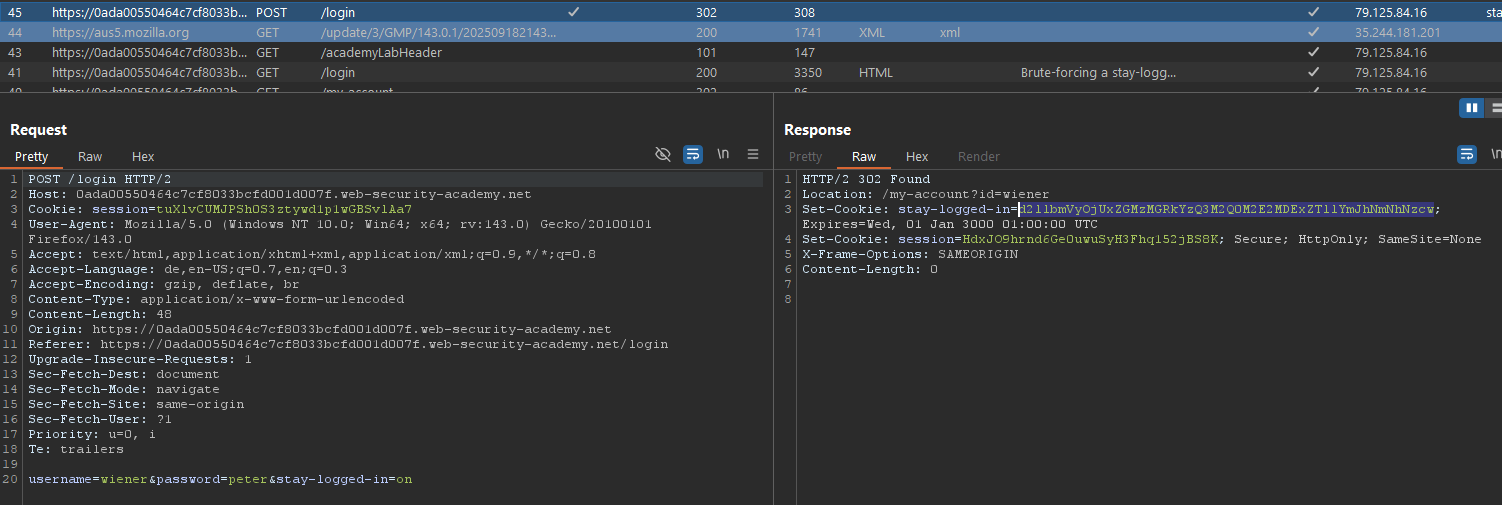 45 https://0ada00550464c7cf8033b... POST /login 302 308 79.125.84.16 sta
44 https://aus5.mozilla.org GET /update/3/GMP/143.0.1/202509182143... 200 1741 XML xml 35.244.181.201
43 https://0ada00550464c7cf8033b... GET /academyLabHeader 101 147 79.125.84.16
41 https://0ada00550464c7cf8033b... GET /login 200 3350 HTML Brute-forcing a stay-logg... 79.125.84.16
40 https://0ada00550464c7cf8033b... GET /my-account 302 86 79.125.84.16
Request
Pretty Raw Hex
\n
1 POST /login HTTP/2
2 Host: 0ada00550464c7cf8033bcfd001d007f.web-security-academy.net
3 Cookie: session=tuXlvCUMJPShOS3ztywdlp1wGBSvlAa7
4 User-Agent: Mozilla/5.0 (Windows NT 10.0; Win64; x64; rv:143.0) Gecko/20100101
Firefox/143.0
5 Accept: text/html,application/xhtml+xml,application/xml;q=0.9,*/*;q=0.8
6 Accept-Language: de,en-US;q=0.7,en;q=0.3
7 Accept-Encoding: gzip, deflate, br
8 Content-Type: application/x-www-form-urlencoded
9 Content-Length: 48
10 Origin: https://0ada00550464c7cf8033bcfd001d007f.web-security-academy.net
11 Referer: https://0ada00550464c7cf8033bcfd001d007f.web-security-academy.net/login
12 Upgrade-Insecure-Requests: 1
13 Sec-Fetch-Dest: document
14 Sec-Fetch-Mode: navigate
15 Sec-Fetch-Site: same-origin
16 Sec-Fetch-User: ?1
17 Priority: u=0, i
18 Te: trailers
19
20 username=wiener&password=peter&stay-logged-in=on
Response
Pretty Raw Hex Render
\n
1 HTTP/2 302 Found
2 Location: /my-account?id=wiener
3 Set-Cookie: stay-logged-in=d2llbmVyOjUxZGMzMGRkYzQ3M2Q0M2E2MDExZTllYmJhNmNhNzcw;
Expires=Wed, 01 Jan 3000 01:00:00 UTC
4 Set-Cookie: session=HdxJO9hrnd6GeOuwuSyH3Fhq152jBS8K; Secure; HttpOnly; SameSite=None
5 X-Frame-Options: SAMEORIGIN
6 Content-Length: 0
7
8